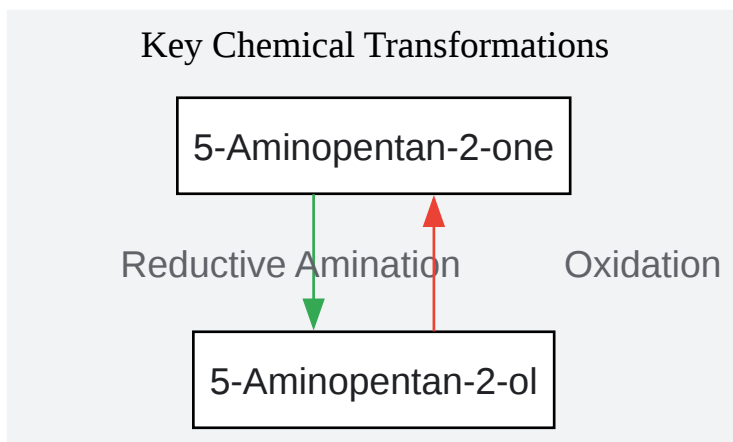 Key Chemical Transformations
5-Aminopentan-2-one
Reductive Amination
Oxidation
5-Aminopentan-2-ol